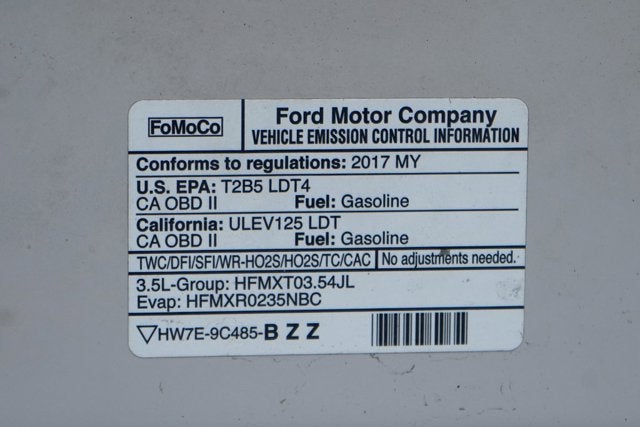 FoMoCo
Ford Motor Company
VEHICLE EMISSION CONTROL INFORMATION
Conforms to regulations: 2017 MY
U.S. EPA: T2B5 LDT4
CA OBD II Fuel: Gasoline
California: ULEV125 LDT
CA OBD II Fuel: Gasoline
TWC/DFI/SFI/WR-HO2S/HO2S/TC/CAC No adjustments needed.
3.5L-Group: HFMXT03.54JL
Evap: HFMXR0235NBC
▽HW7E-9C485-B Z Z